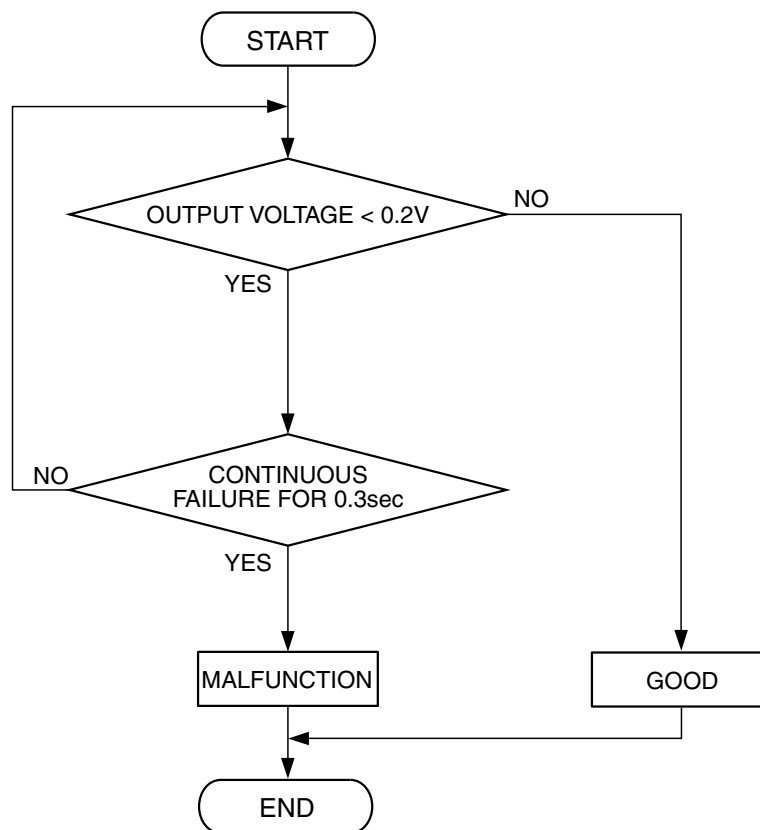 START
OUTPUT VOLTAGE < 0.2V
NO
YES
NO
CONTINUOUS
FAILURE FOR 0.3sec
YES
MALFUNCTION
GOOD
END